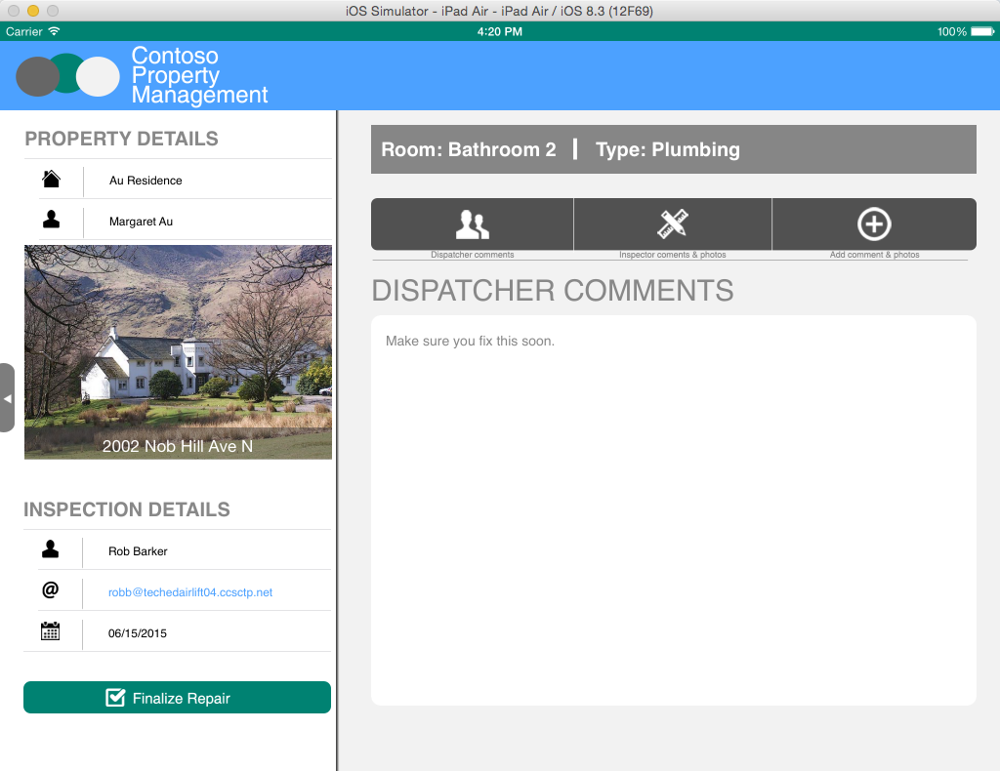 iOS Simulator - iPad Air - iPad Air / iOS 8.3 (12F69)
Carrier 4:20 PM 100%
Contoso
Property
Management
PROPERTY DETAILS
Au Residence
Margaret Au
2002 Nob Hill Ave N
INSPECTION DETAILS
Rob Barker
@ robb@techedairlift04.ccsctp.net
06/15/2015
Finalize Repair
Room: Bathroom 2 | Type: Plumbing
Dispatcher comments Inspector coments & photos Add comment & photos
DISPATCHER COMMENTS
Make sure you fix this soon.